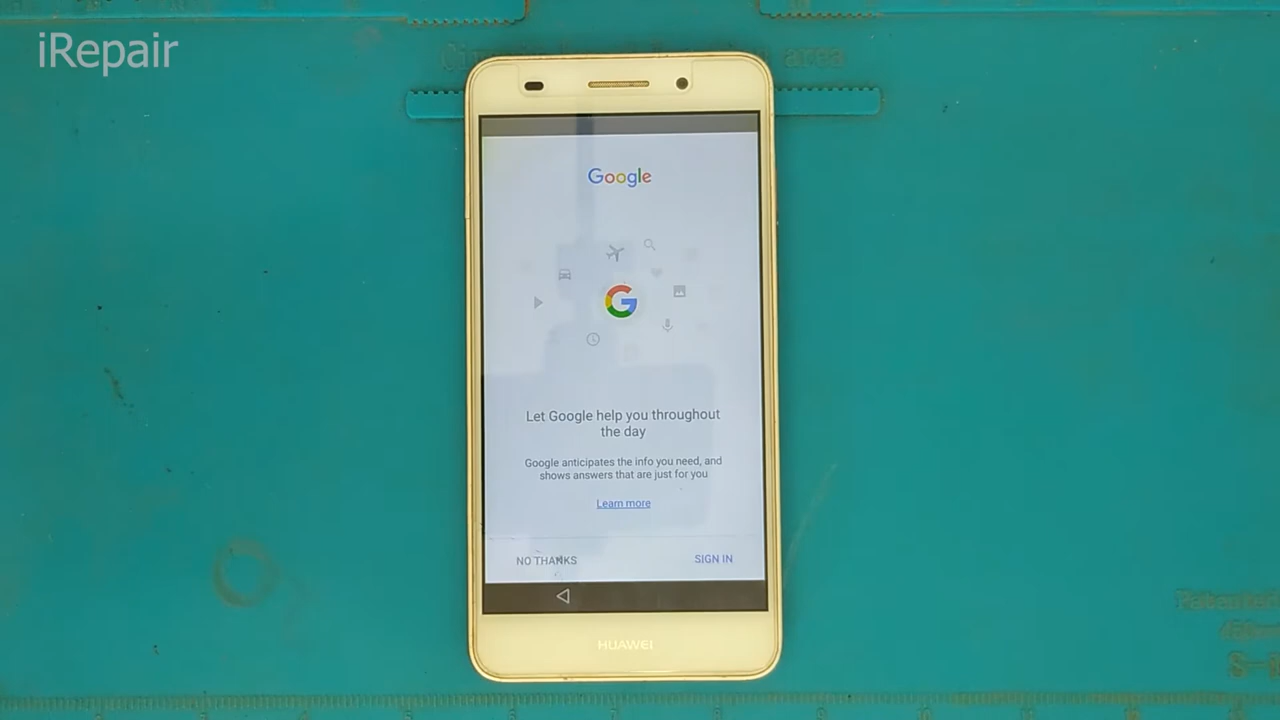 iRepair
area
Google
G
Let Google help you throughout
the day
Google anticipates the info you need, and
shows answers that are just for you
Learn more
NO THANKS
SIGN IN
HUAWEI